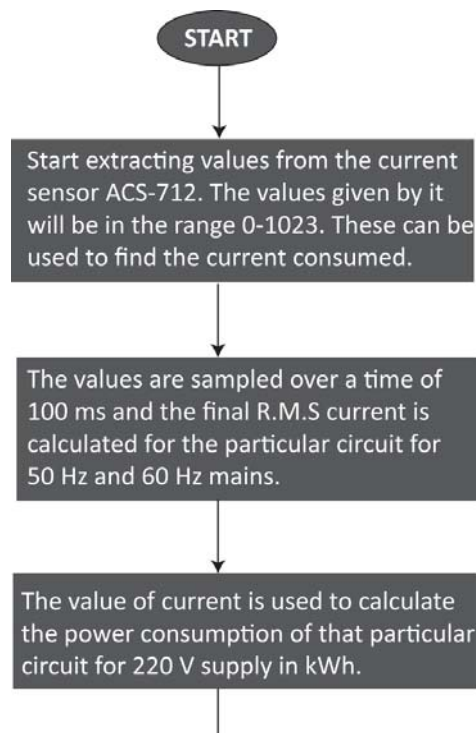 START
Start extracting values from the current
sensor ACS-712. The values given by it
will be in the range 0-1023. These can be
used to find the current consumed.
The values are sampled over a time of
100 ms and the final R.M.S current is
calculated for the particular circuit for
50 Hz and 60 Hz mains.
The value of current is used to calculate
the power consumption of that particular
circuit for 220 V supply in kWh.